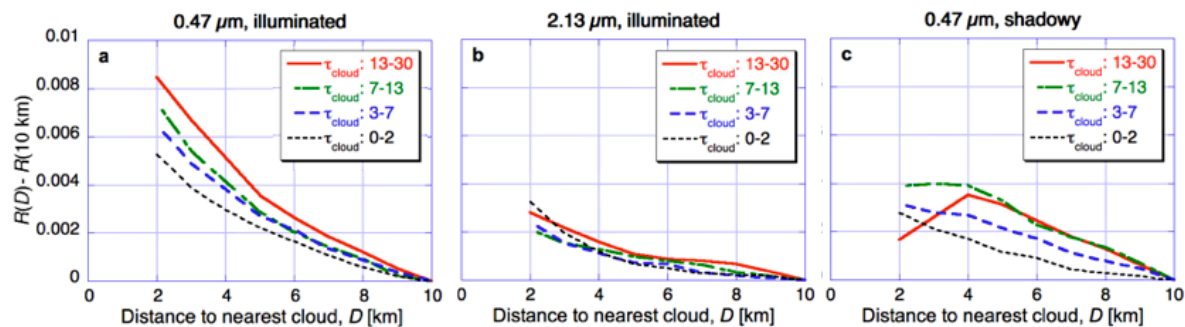 0.47 µm, illuminated
2.13 µm, illuminated
0.47 µm, shadowy
R(D)- R(10 km)
0.01
0.008
0.006
0.004
0.002
0
a
τcloud: 13-30
τcloud: 7-13
τcloud: 3-7
τcloud: 0-2
0 2 4 6 8 10
Distance to nearest cloud, D [km]
b
τcloud: 13-30
τcloud: 7-13
τcloud: 3-7
τcloud: 0-2
0 2 4 6 8 10
Distance to nearest cloud, D [km]
c
τcloud: 13-30
τcloud: 7-13
τcloud: 3-7
τcloud: 0-2
0 2 4 6 8 10
Distance to nearest cloud, D [km]